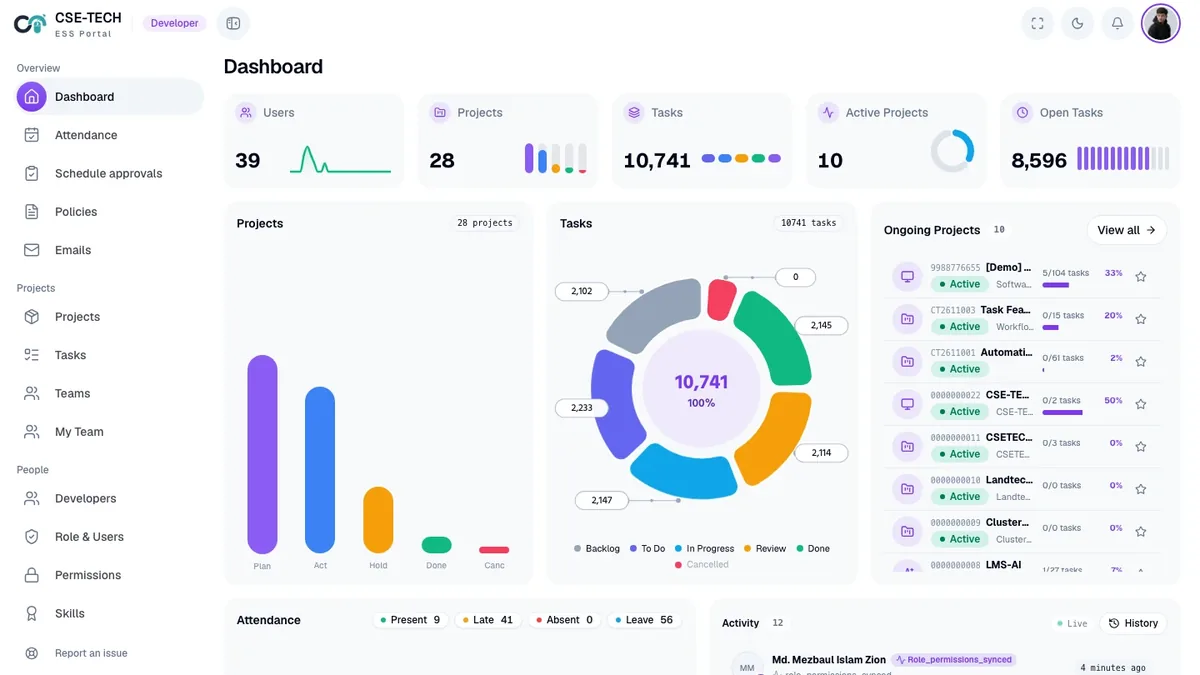 CSE-TECH
ESS Portal
Developer
Overview
Dashboard
Attendance
Schedule approvals
Policies
Emails
Projects
Projects
Tasks
Teams
My Team
People
Developers
Role & Users
Permissions
Skills
Report an issue
Dashboard
Users
39
Projects
28
Tasks
10,741
Active Projects
10
Open Tasks
8,596
Projects
28 projects
Plan Act Hold Done Canc
Tasks
10741 tasks
0
2,102
2,145
2,233
2,114
2,147
10,741
100%
Backlog To Do In Progress Review Done
Cancelled
Ongoing Projects 10
View all
9988776655 [Demo] ...
Active Softwa...
5/104 tasks 33%
CT2611003 Task Fea...
Active Workflo...
0/15 tasks 20%
CT2611001 Automati...
Active
0/61 tasks 2%
0000000022 CSE-TE...
Active CSE-TE...
0/2 tasks 50%
0000000011 CSETEC...
Active CSETE...
0/3 tasks 0%
0000000010 Landtec...
Active Landte...
0/0 tasks 0%
0000000009 Cluster...
Active Cluster...
0/0 tasks 0%
0000000008 LMS-AI
1/27 tasks 7%
Attendance
Present 9
Late 41
Absent 0
Leave 56
Activity 12
Live
History
MM
Md. Mezbaul Islam Zion
Role_permissions_synced
role_permissions_synced
4 minutes ago